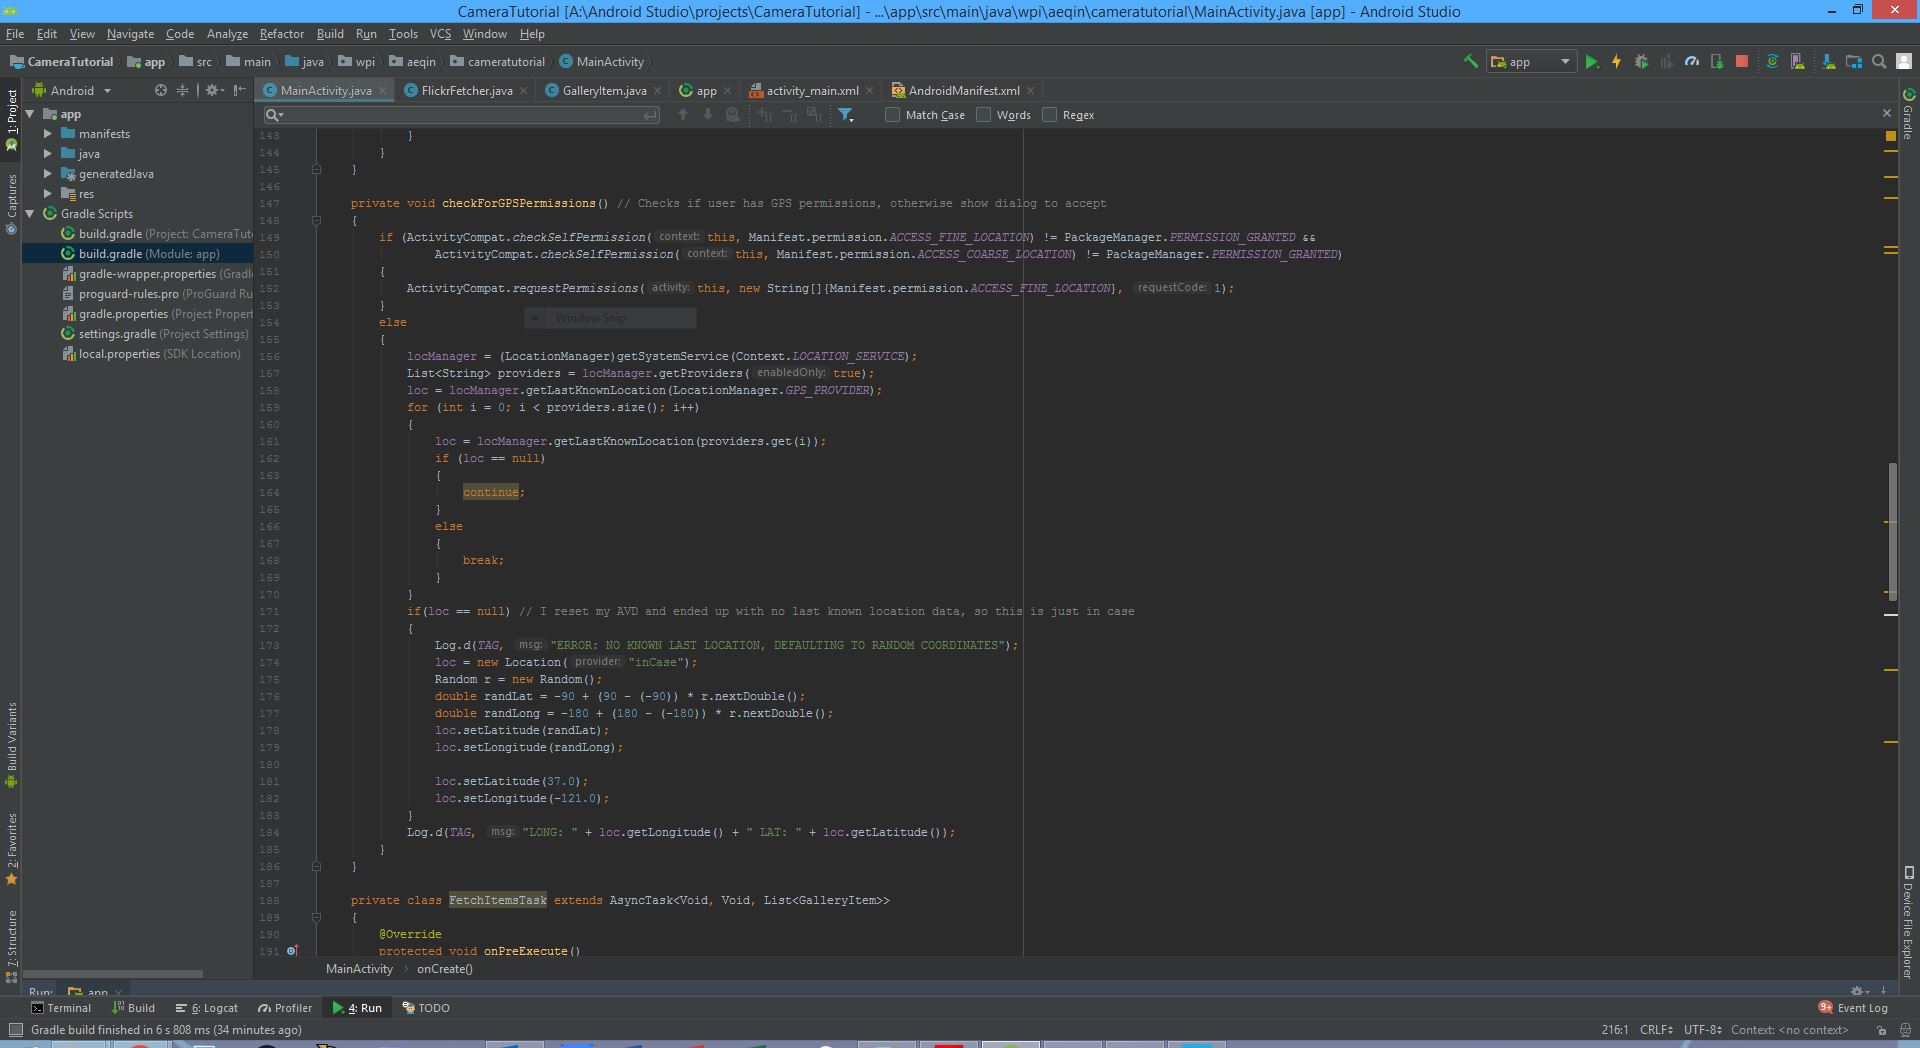 CameraTutorial [A:\Android Studio\projects\CameraTutorial] - ...\app\src\main\java\wpi\aeqin\cameratutorial\MainActivity.java [app] - Android Studio
File Edit View Navigate Code Analyze Refactor Build Run Tools VCS Window Help
CameraTutorial app src main java wpi aeqin cameratutorial MainActivity app
Android MainActivity.java FlickrFetcher.java GalleryItem.java app activity_main.xml AndroidManifest.xml
Match Case Words Regex
1: Project
Captures
Build Variants
2: Favorites
7: Structure
app
manifests
java
generatedJava
res
Gradle Scripts
build.gradle (Project: CameraTut
build.gradle (Module: app)
gradle-wrapper.properties (Gradl
proguard-rules.pro (ProGuard Ru
gradle.properties (Project Propert
settings.gradle (Project Settings)
local.properties (SDK Location)
143 }
144 }
145 }
146
147 private void checkForGPSPermissions() // Checks if user has GPS permissions, otherwise show dialog to accept
148 {
149 if (ActivityCompat.checkSelfPermission( context: this, Manifest.permission.ACCESS_FINE_LOCATION) != PackageManager.PERMISSION_GRANTED &&
150 ActivityCompat.checkSelfPermission( context: this, Manifest.permission.ACCESS_COARSE_LOCATION) != PackageManager.PERMISSION_GRANTED)
151 {
152 ActivityCompat.requestPermissions( activity: this, new String[]{Manifest.permission.ACCESS_FINE_LOCATION}, requestCode: 1);
153 }
Window Snip
154 else
155 {
156 locManager = (LocationManager)getSystemService(Context.LOCATION_SERVICE);
157 List<String> providers = locManager.getProviders( enabledOnly: true);
158 loc = locManager.getLastKnownLocation(LocationManager.GPS_PROVIDER);
159 for (int i = 0; i < providers.size(); i++)
160 {
161 loc = locManager.getLastKnownLocation(providers.get(i));
162 if (loc == null)
163 {
164 continue;
165 }
166 else
167 {
168 break;
169 }
170 }
171 if(loc == null) // I reset my AVD and ended up with no last known location data, so this is just in case
172 {
173 Log.d(TAG, msg: "ERROR: NO KNOWN LAST LOCATION, DEFAULTING TO RANDOM COORDINATES");
174 loc = new Location( provider: "inCase");
175 Random r = new Random();
176 double randLat = -90 + (90 - (-90)) * r.nextDouble();
177 double randLong = -180 + (180 - (-180)) * r.nextDouble();
178 loc.setLatitude(randLat);
179 loc.setLongitude(randLong);
180
181 loc.setLatitude(37.0);
182 loc.setLongitude(-121.0);
183 }
184 Log.d(TAG, msg: "LONG: " + loc.getLongitude() + " LAT: " + loc.getLatitude());
185 }
186 }
187
188 private class FetchItemsTask extends AsyncTask<Void, Void, List<GalleryItem>>
189 {
190 @Override
191 protected void onPreExecute()
MainActivity onCreate()
Gradle
Device File Explorer
Run: app
Terminal Build 6: Logcat Profiler 4: Run TODO 9+ Event Log
Gradle build finished in 6 s 808 ms (34 minutes ago) 216:1 CRLF UTF-8 Context: <no context>